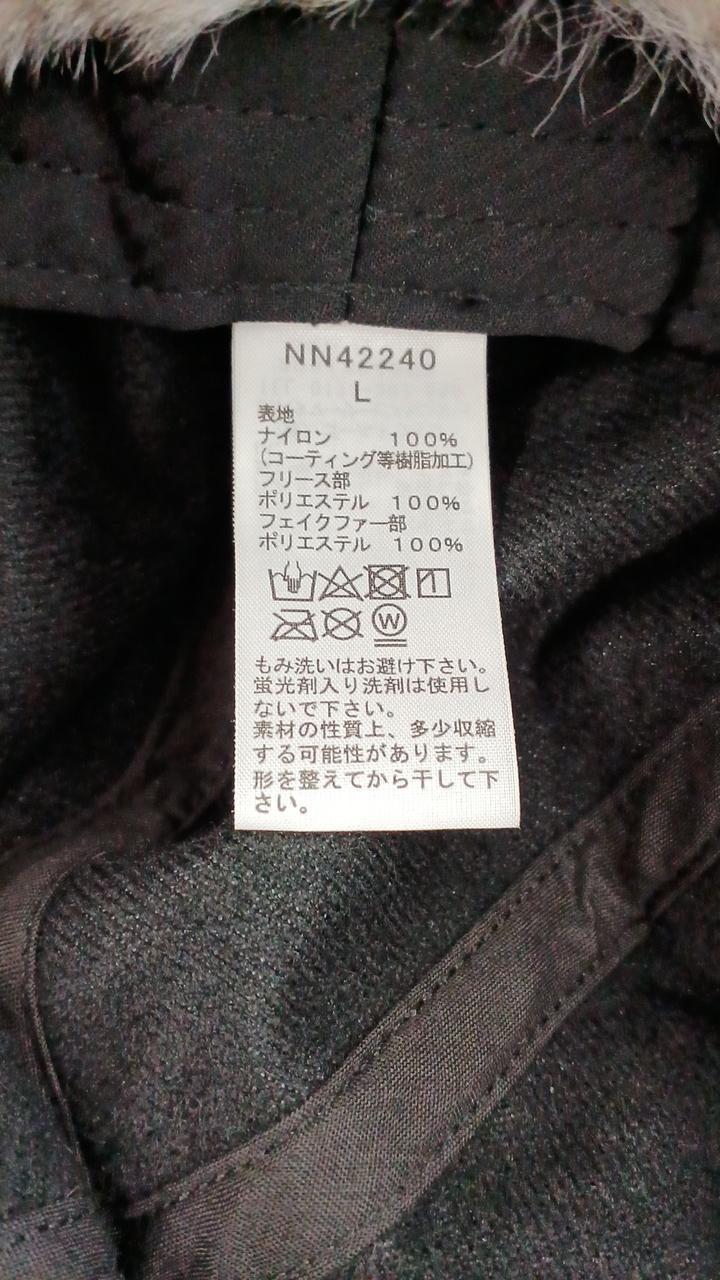 NN42240
L
表地
ナイロン 100%
(コーティング等樹脂加工)
フリース部
ポリエステル 100%
フェイクファー部
ポリエステル 100%
W
もみ洗いはお避け下さい。
蛍光剤入り洗剤は使用し
ないで下さい。
素材の性質上、多少収縮
する可能性があります。
形を整えてから干して下
さい。